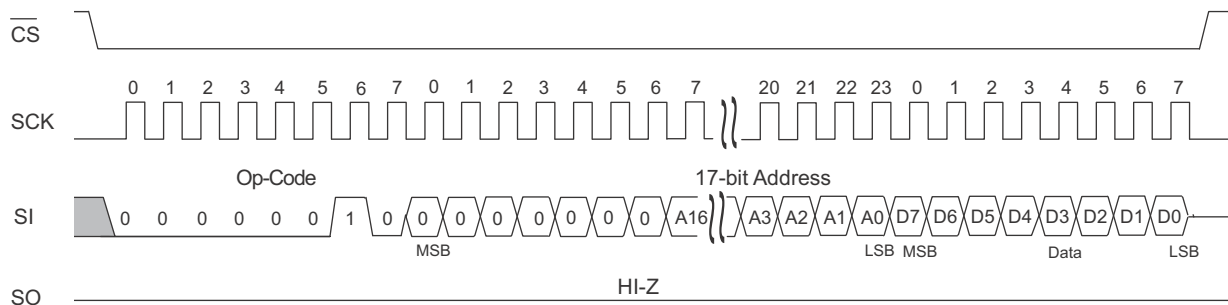 CS
0 1 2 3 4 5 6 7 0 1 2 3 4 5 6 7 20 21 22 23 0 1 2 3 4 5 6 7
SCK
Op-Code 17-bit Address
SI 0 0 0 0 0 0 1 0 0 0 0 0 0 0 0 A16 A3 A2 A1 A0 D7 D6 D5 D4 D3 D2 D1 D0
MSB LSB MSB Data LSB
HI-Z
SO